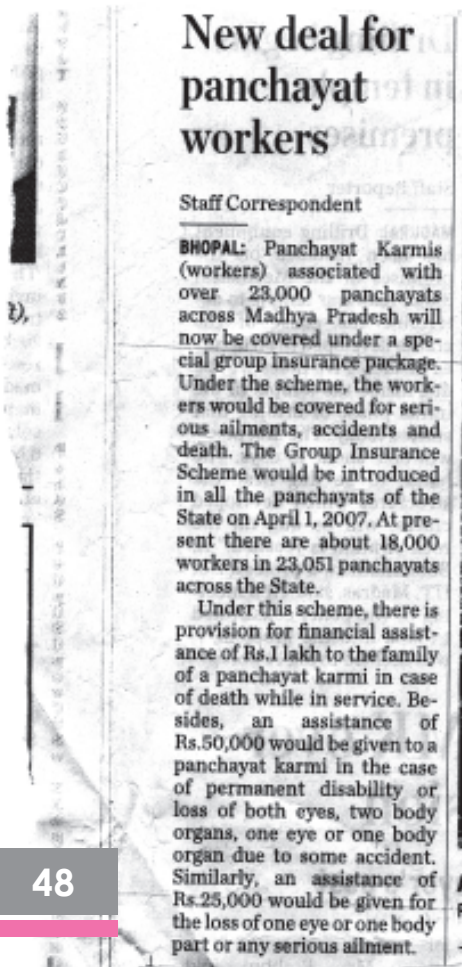 New deal for
panchayat
workers
Staff Correspondent
BHOPAL: Panchayat Karmis
(workers) associated with
over 23,000 panchayats
across Madhya Pradesh will
now be covered under a spe-
cial group insurance package.
Under the scheme, the work-
ers would be covered for seri-
ous ailments, accidents and
death. The Group Insurance
Scheme would be introduced
in all the panchayats of the
State on April 1, 2007. At pre-
sent there are about 18,000
workers in 23,051 panchayats
across the State.
Under this scheme, there is
provision for financial assist-
ance of Rs.1 lakh to the family
of a panchayat karmi in case
of death while in service. Be-
sides, an assistance of
Rs.50,000 would be given to a
panchayat karmi in the case
of permanent disability or
loss of both eyes, two body
organs, one eye or one body
organ due to some accident.
Similarly, an assistance of
Rs.25,000 would be given for
the loss of one eye or one body
part or any serious ailment.
48